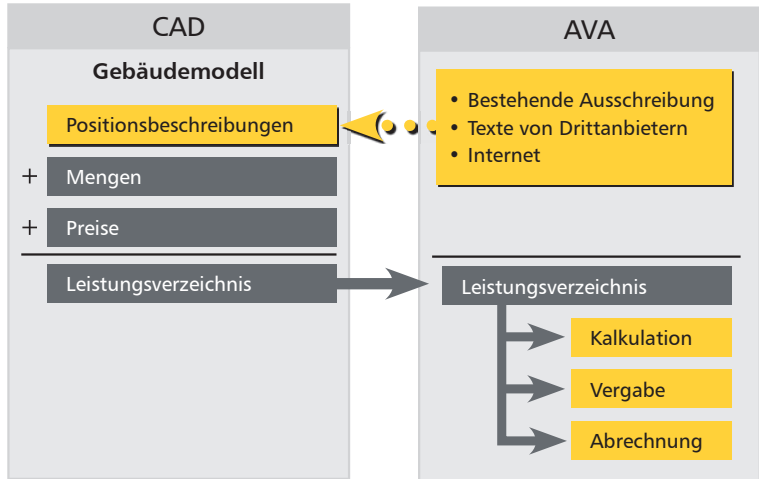 CAD
Gebäudemodell
Positionsbeschreibungen
+ Mengen
+ Preise
Leistungsverzeichnis
AVA
• Bestehende Ausschreibung
• Texte von Drittanbietern
• Internet
Leistungsverzeichnis
Kalkulation
Vergabe
Abrechnung